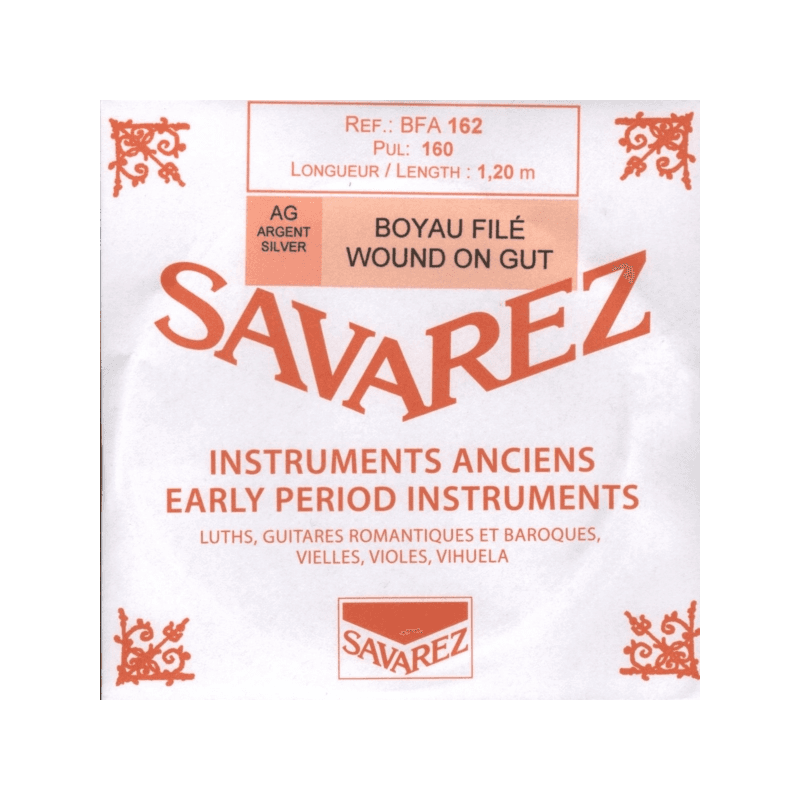 REF.: BFA 162
PUL: 160
LONGUEUR / LENGTH : 1,20 m
AG
ARGENT
SILVER
BOYAU FILÉ
WOUND ON GUT
SAVAREZ
INSTRUMENTS ANCIENS
EARLY PERIOD INSTRUMENTS
LUTHS, GUITARES ROMANTIQUES ET BAROQUES,
VIELLES, VIOLES, VIHUELA
SAVAREZ